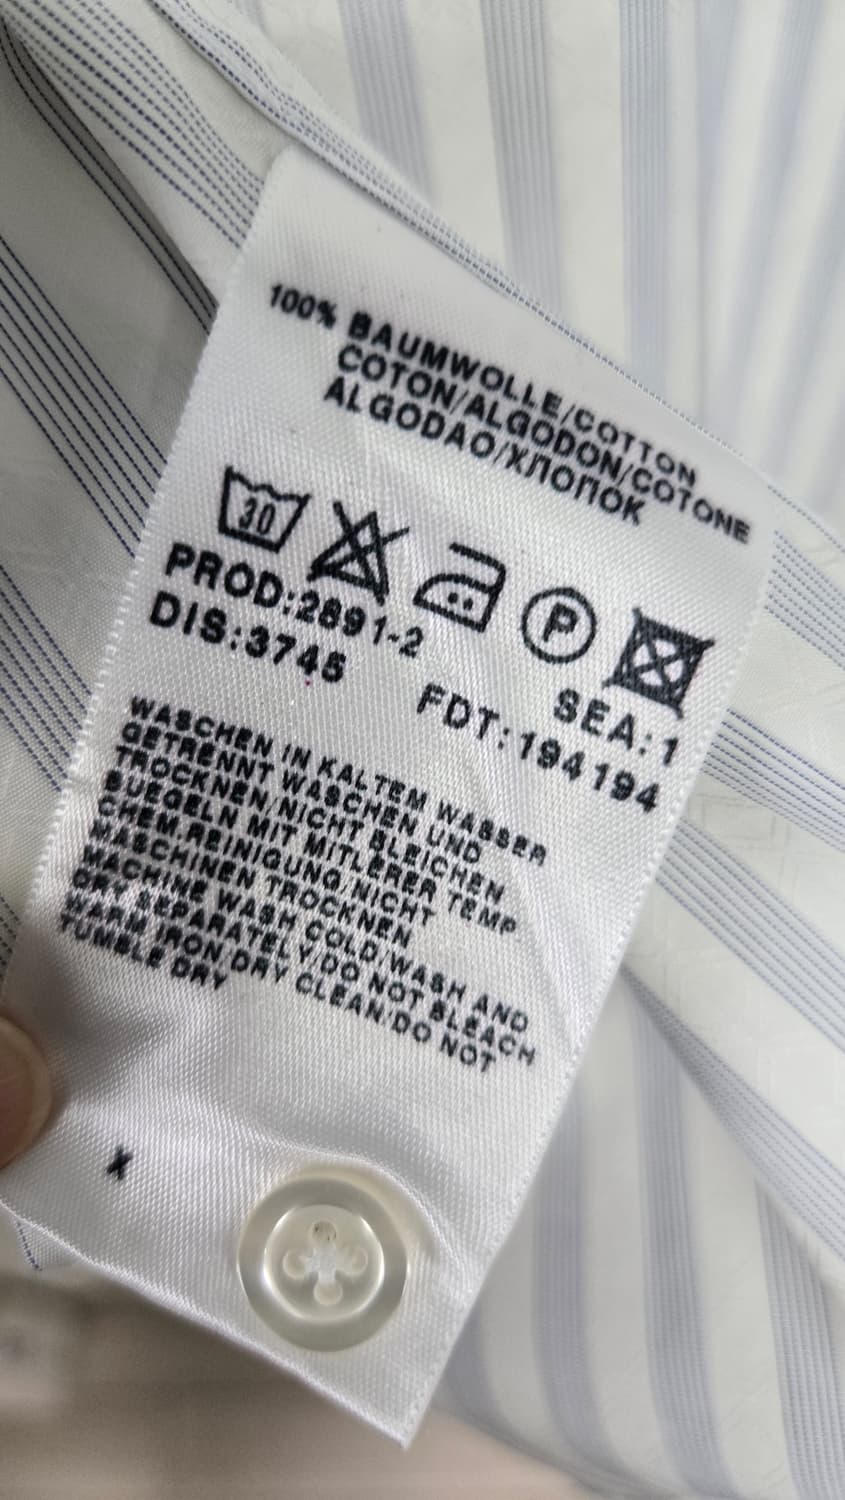 100% BAUMWOLLE/COTTON
COTON/ALGODON/COTONE
ALGODAO/ХЛОПОК
30
P
PROD:2891-2 SEA:1
DIS:3745 FDT:194194
WASCHEN IN KALTEM WASSER
GETRENNT WASCHEN UND
TROCKNEN/NICHT BLEICHEN
BUEGELN MIT MITLERER TEMP
CHEM.REINIGUNG/NICHT
MASCHINEN TROCKNEN
MACHINE WASH COLD/WASH AND
DRY SEPARATELY/DO NOT BLEACH
WARM IRON/DRY CLEAN/DO NOT
TUMBLE DRY
X